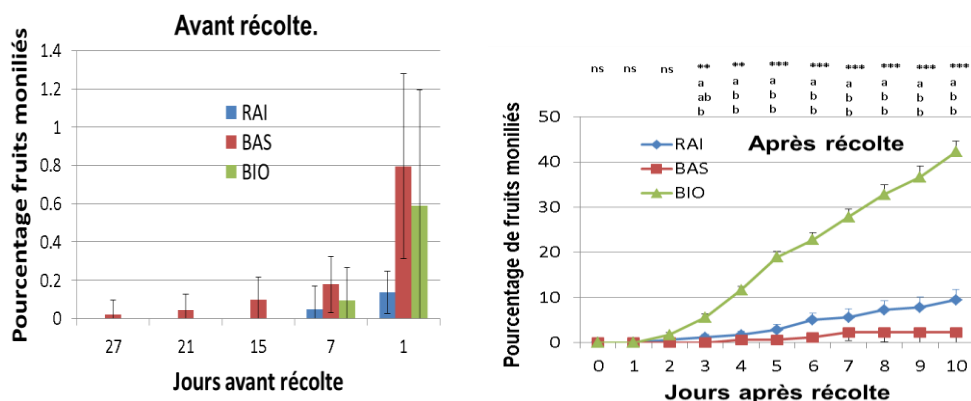 Avant récolte.
Pourcentage fruits moniliés
1.4
1.2
1
0.8
0.6
0.4
0.2
0
RAI
BAS
BIO
27 21 15 7 1
Jours avant récolte
ns ns ns ** ** *** *** *** *** *** ***
a a a a a a a a
ab b b b b b b b
b b b b b b b b
Pourcentage de fruits moniliés
50
40
30
20
10
0
Après récolte
RAI
BAS
BIO
0 1 2 3 4 5 6 7 8 9 10
Jours après récolte